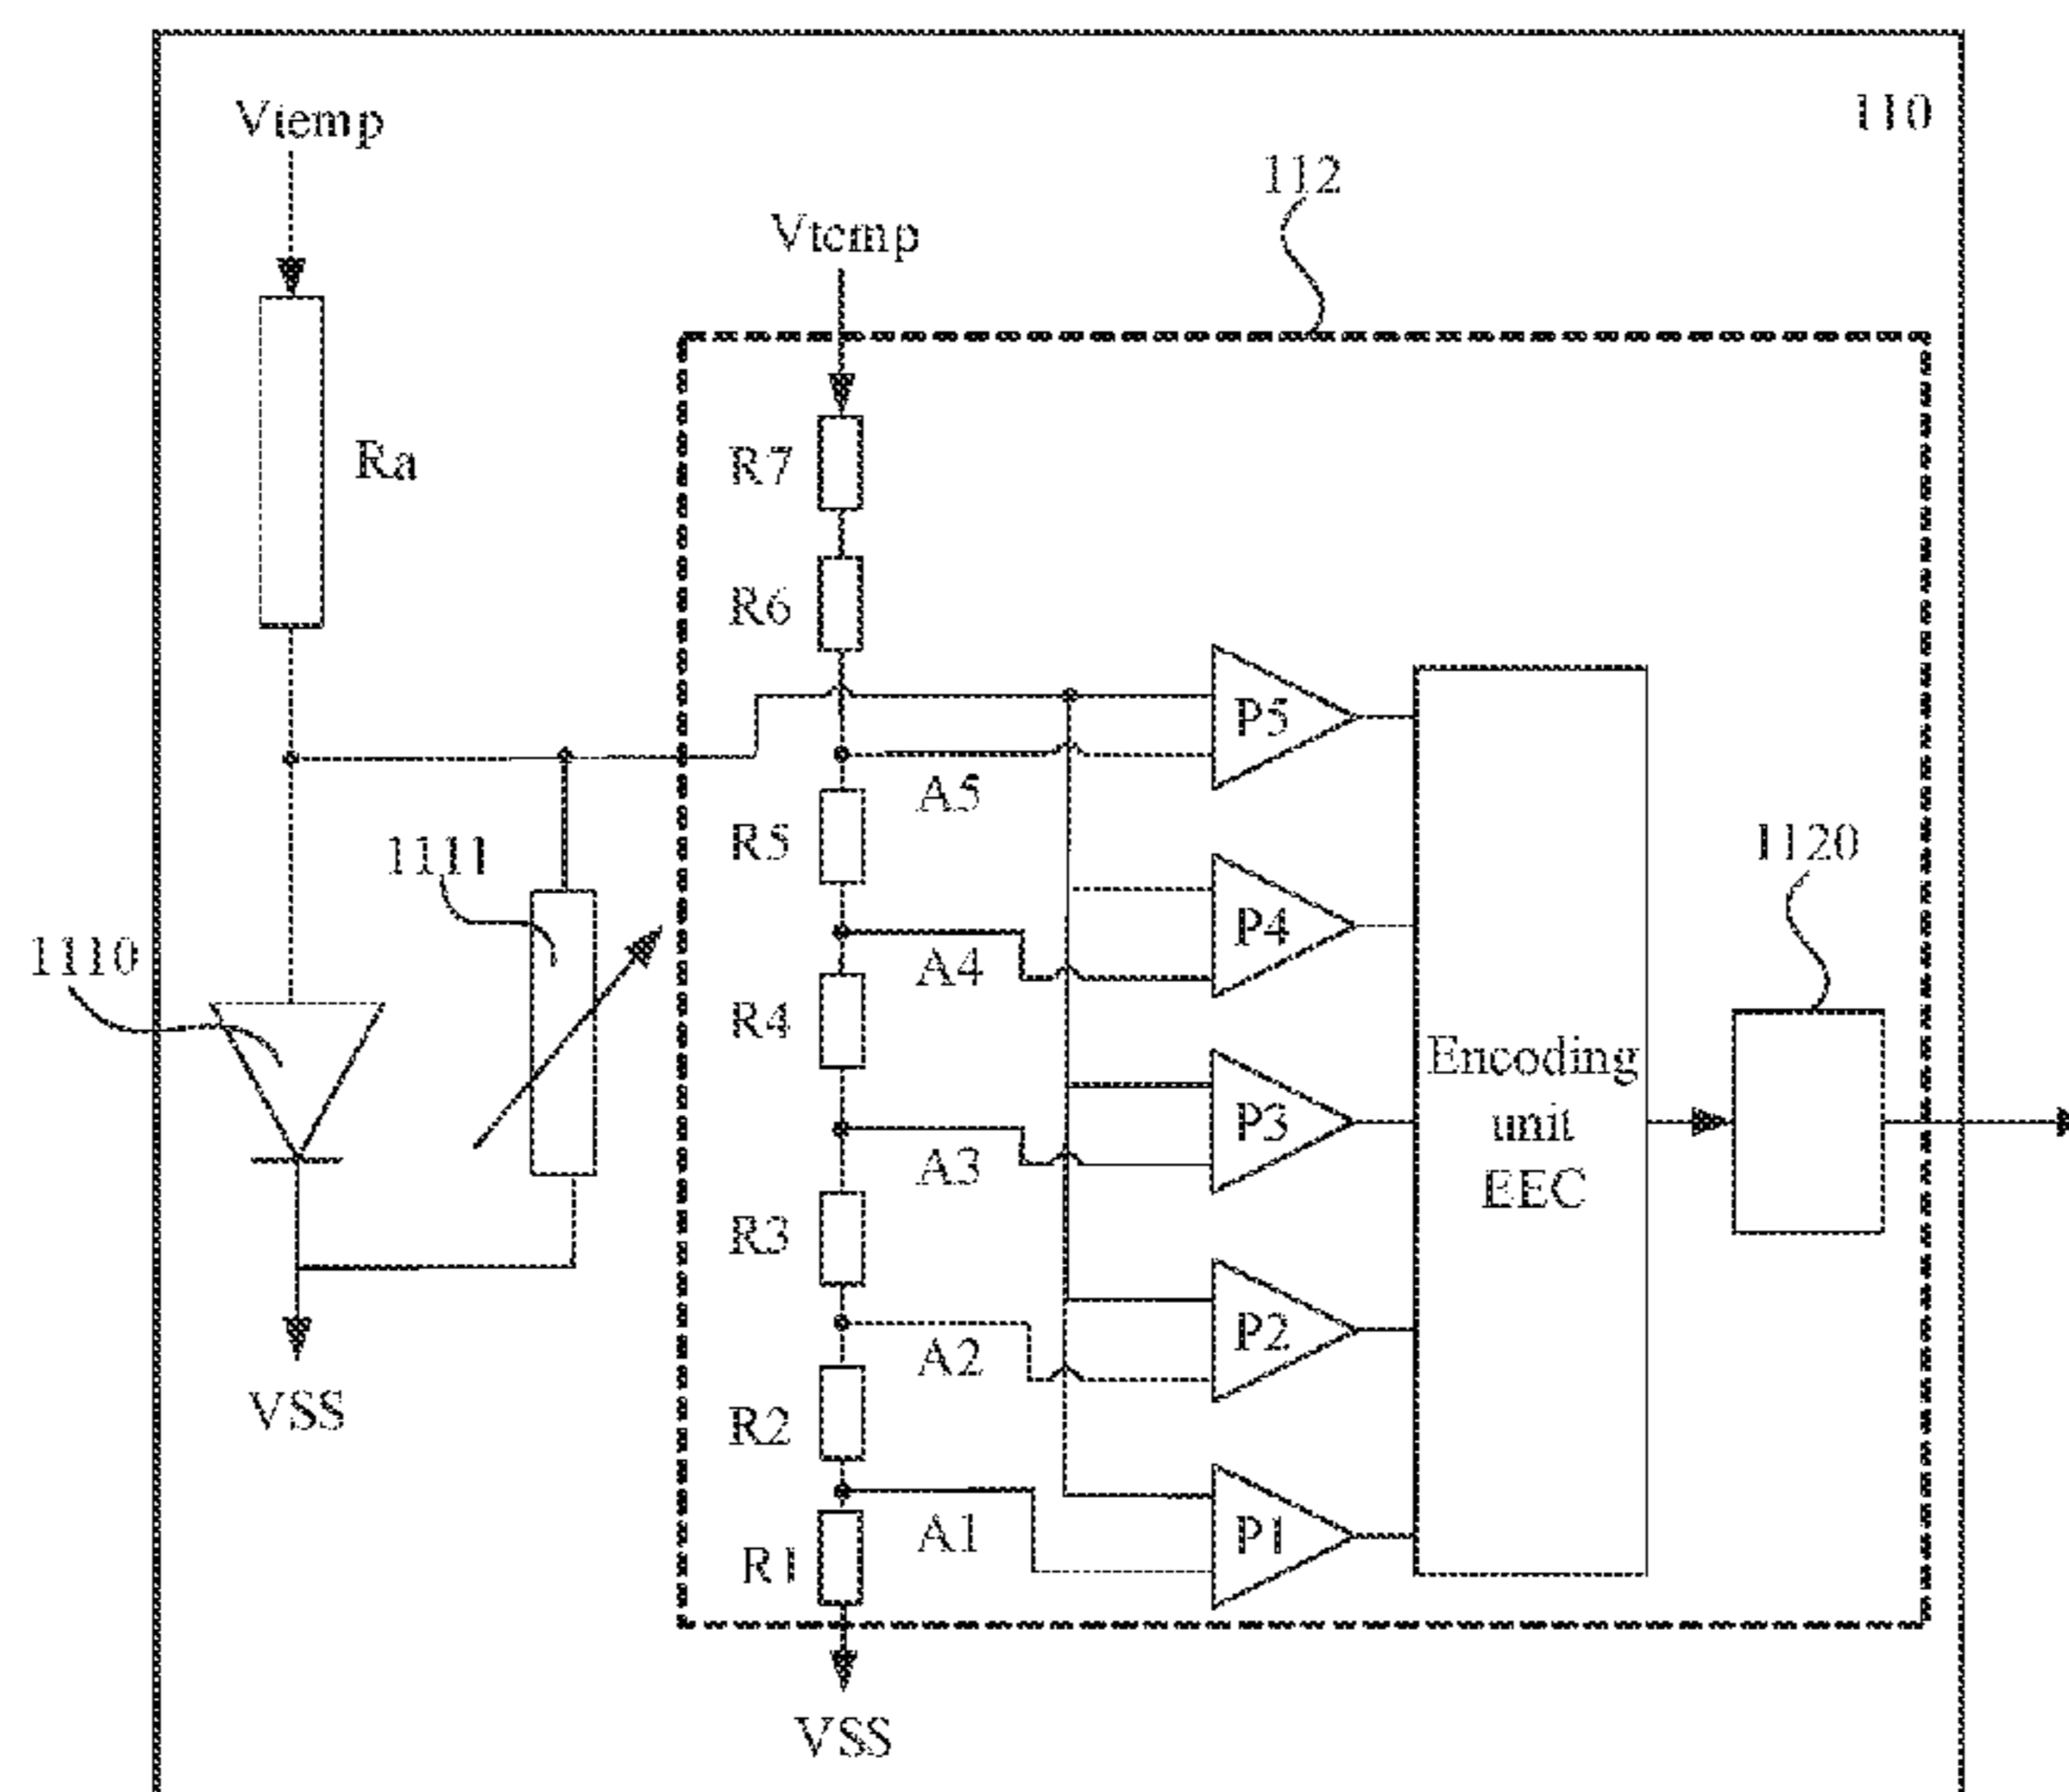 110
Vtemp
112
Vtemp
R7
Ra
R6
P5
A5
R5
1111
1120
P4
1110
A4
R4
Encoding
unit
EEC
P3
A3
R3
P2
A2
VSS
R2
P1
A1
R1
VSS